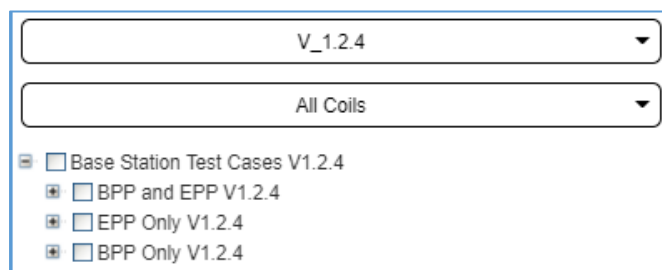 V_1.2.4
All Coils
Base Station Test Cases V1.2.4
BPP and EPP V1.2.4
EPP Only V1.2.4
BPP Only V1.2.4